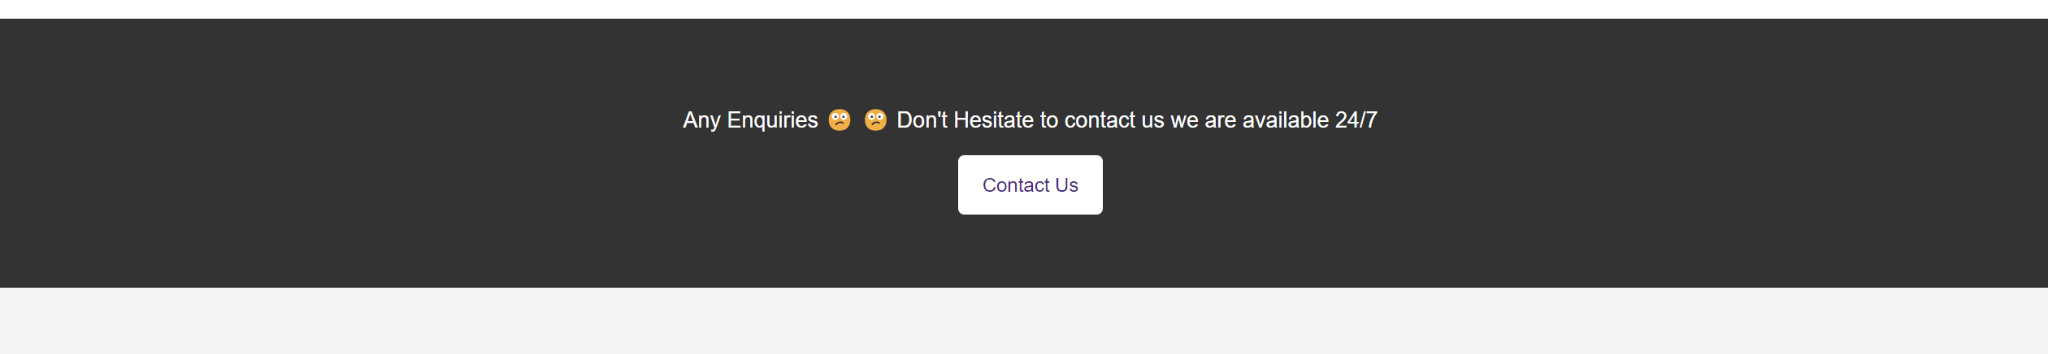 Any Enquiries 🫤 🫤 Don't Hesitate to contact us we are available 24/7
Contact Us